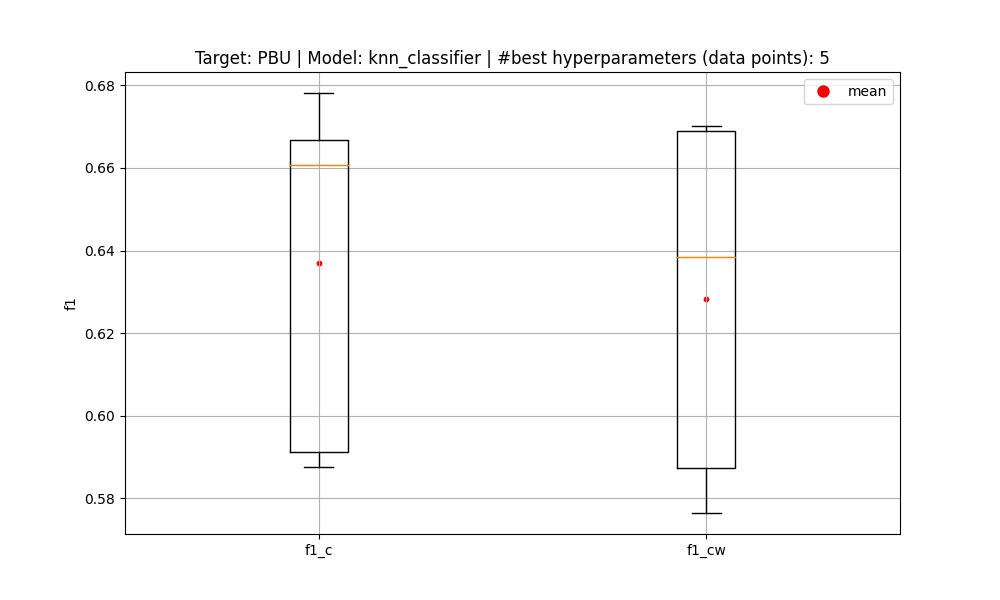 Target: PBU | Model: knn_classifier | #best hyperparameters (data points): 5
mean
0.68
0.66
0.64
0.62
0.60
0.58
f1
f1_c
f1_cw